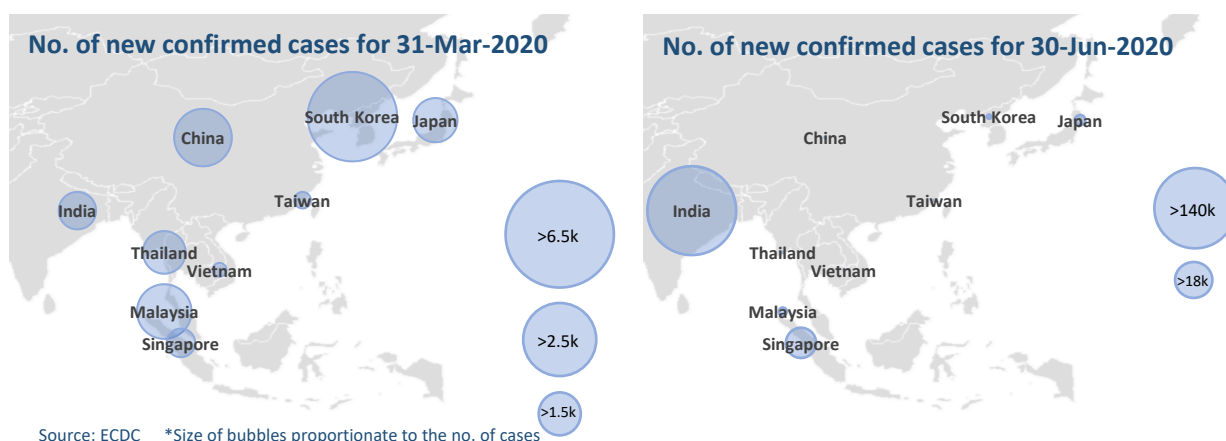 No. of new confirmed cases for 31-Mar-2020
South Korea
Japan
China
India
Taiwan
Thailand
Vietnam
Malaysia
Singapore
>6.5k
>2.5k
>1.5k
Source: ECDC *Size of bubbles proportionate to the no. of cases
No. of new confirmed cases for 30-Jun-2020
South Korea
Japan
China
Taiwan
India
Thailand
Vietnam
Malaysia
Singapore
>140k
>18k